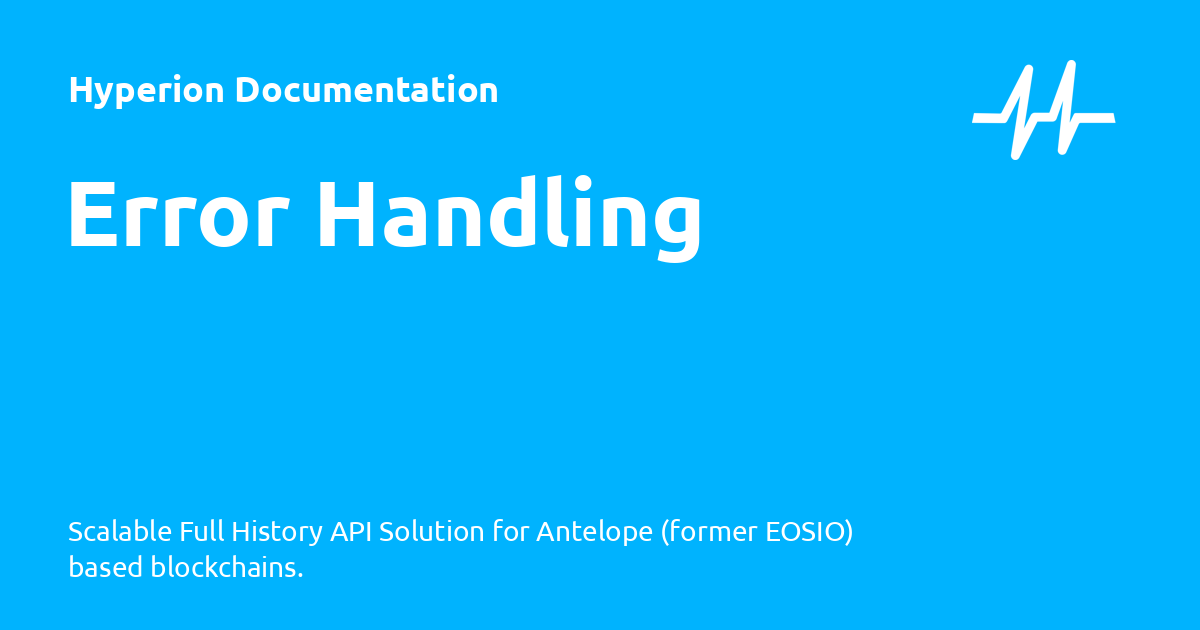 Hyperion Documentation
Error Handling
Scalable Full History API Solution for Antelope (former EOSIO)
based blockchains.